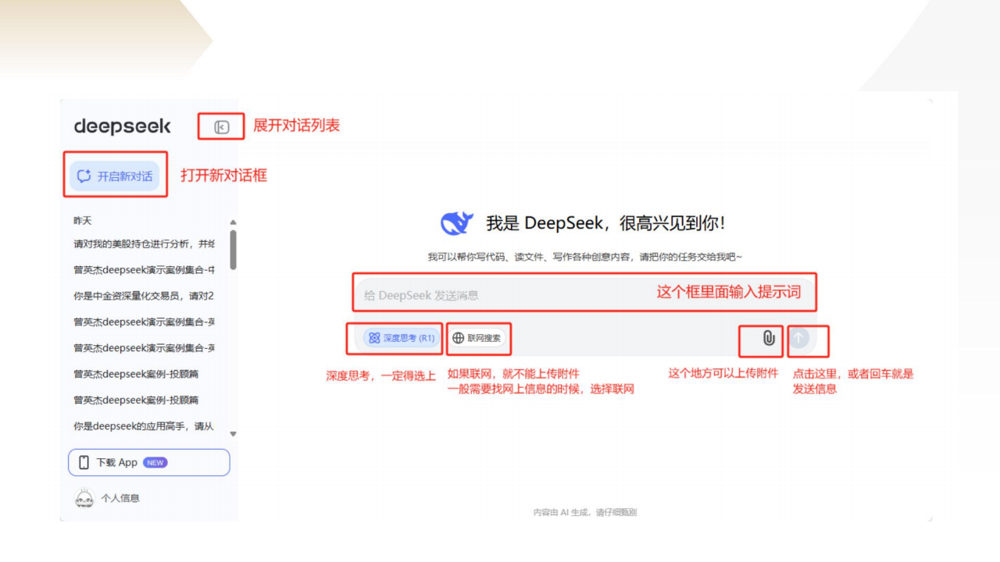 deepseek
展开对话列表
开启新对话
打开新对话框
昨天
请对我的美股持仓进行分析，并给
曾英杰deepseek演示案例集合-中
你是中金资深量化交易员，请对2
曾英杰deepseek演示案例集合-英
曾英杰deepseek演示案例集合-英
曾英杰deepseek案例-投顾篇
曾英杰deepseek案例-投顾篇
你是deepseek的应用高手，请从
下载 App NEW
个人信息
我是 DeepSeek，很高兴见到你！
我可以帮你写代码、读文件、写作各种创意内容，请把你的任务交给我吧~
给 DeepSeek 发送消息
这个框里面输入提示词
深度思考 (R1)
联网搜索
深度思考，一定得选上
如果联网，就不能上传附件
一般需要找网上信息的时候，选择联网
这个地方可以上传附件
点击这里，或者回车就是
发送信息
内容由 AI 生成，请仔细甄别